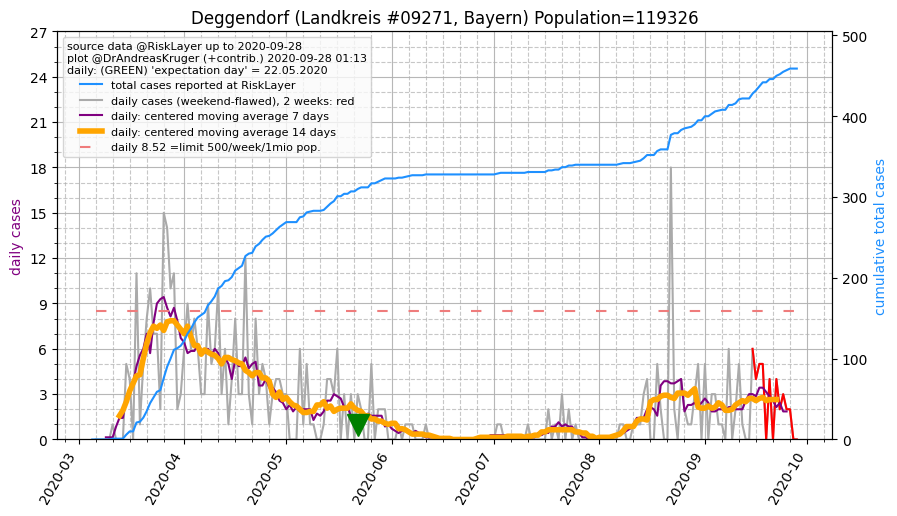 Deggendorf (Landkreis #09271, Bayern) Population=119326
source data @RiskLayer up to 2020-09-28
plot @DrAndreasKruger (+contrib.) 2020-09-28 01:13
daily: (GREEN) 'expectation day' = 22.05.2020
total cases reported at RiskLayer
daily cases (weekend-flawed), 2 weeks: red
daily: centered moving average 7 days
daily: centered moving average 14 days
daily 8.52 =limit 500/week/1mio pop.
daily cases
27
24
21
18
15
12
9
6
3
0
cumulative total cases
500
400
300
200
100
0
2020-03
2020-04
2020-05
2020-06
2020-07
2020-08
2020-09
2020-10